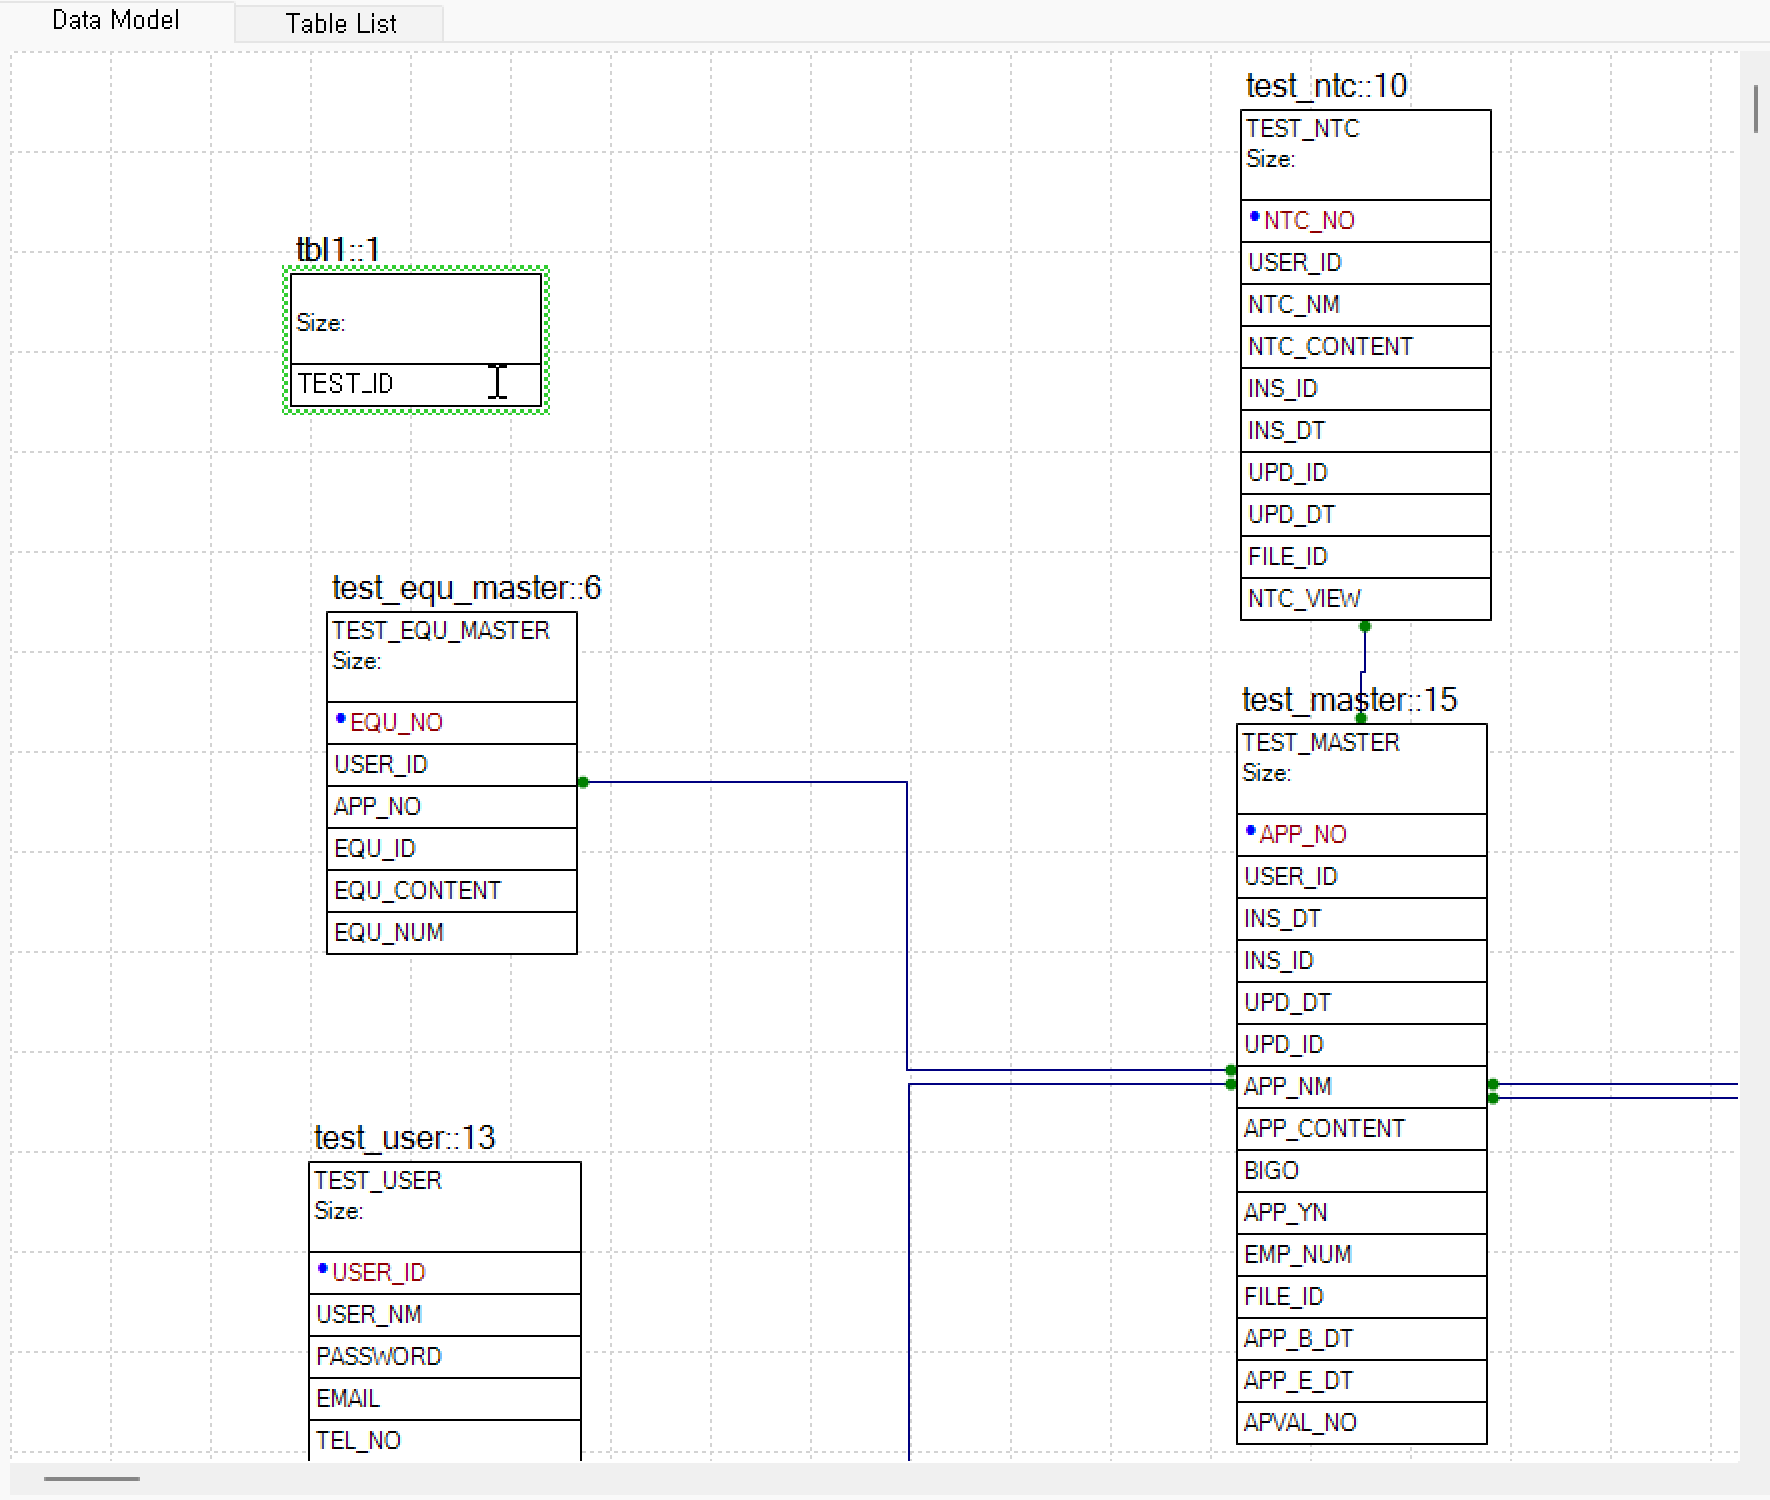 Data Model
Table List
tbl1::1
Size:
TEST_ID
test_equ_master::6
TEST_EQU_MASTER
Size:
EQU_NO
USER_ID
APP_NO
EQU_ID
EQU_CONTENT
EQU_NUM
test_user::13
TEST_USER
Size:
USER_ID
USER_NM
PASSWORD
EMAIL
TEL_NO
test_ntc::10
TEST_NTC
Size:
NTC_NO
USER_ID
NTC_NM
NTC_CONTENT
INS_ID
INS_DT
UPD_ID
UPD_DT
FILE_ID
NTC_VIEW
test_master::15
TEST_MASTER
Size:
APP_NO
USER_ID
INS_DT
INS_ID
UPD_DT
UPD_ID
APP_NM
APP_CONTENT
BIGO
APP_YN
EMP_NUM
FILE_ID
APP_B_DT
APP_E_DT
APVAL_NO